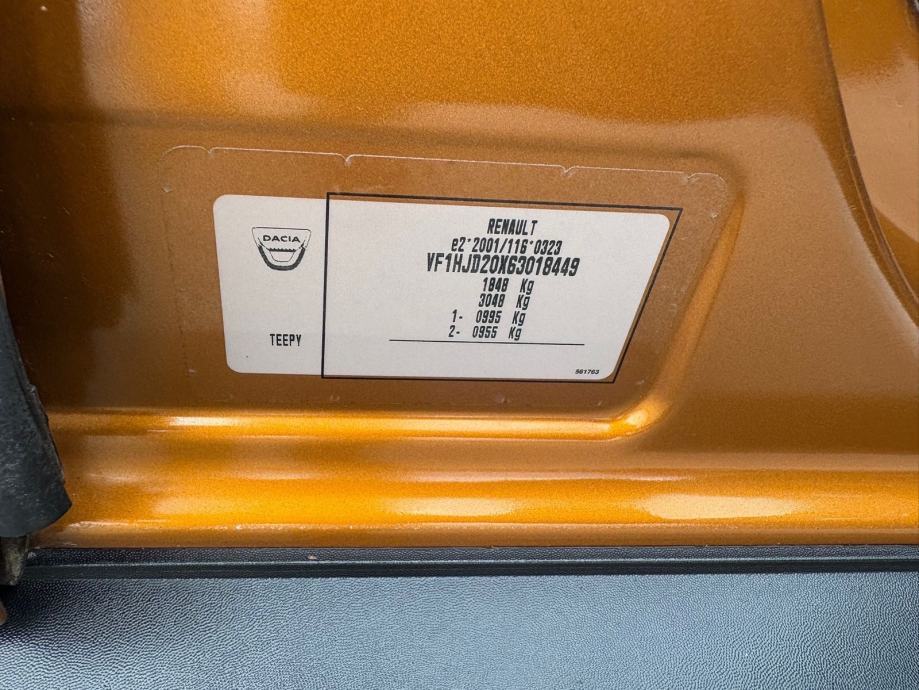 DACIA
TEEPY
RENAULT
e2*2001/116*0323
VF1HJD20X63018449
1848 Kg
3048 Kg
1- 0995 Kg
2- 0955 Kg
561763